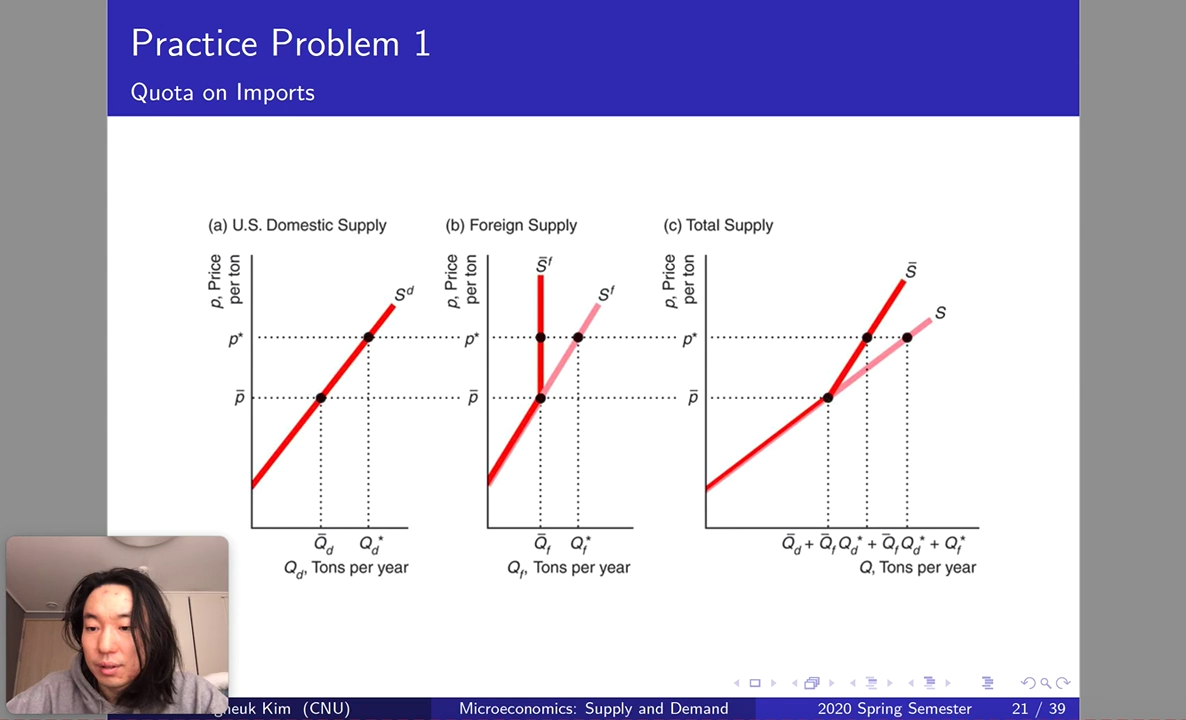 Practice Problem 1
Quota on Imports
(a) U.S. Domestic Supply
p, Price per ton
S^d
p*
p̄
Q̄_d Q_d*
Q_d, Tons per year
(b) Foreign Supply
p, Price per ton
S̄^f
S^f
p*
p̄
Q̄_f Q_f*
Q_f, Tons per year
(c) Total Supply
p, Price per ton
S̄
S
p*
p̄
Q̄_d + Q̄_f Q_d* + Q̄_f Q_d* + Q_f*
Q, Tons per year
Kim (CNU) Microeconomics: Supply and Demand 2020 Spring Semester 21 / 39